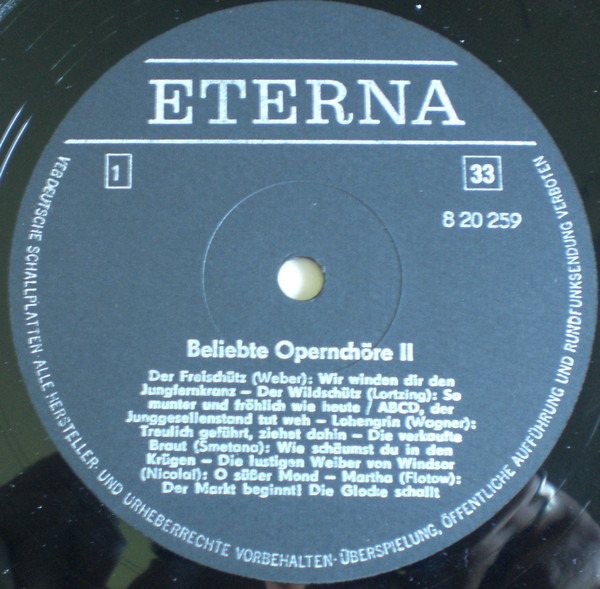 ETERNA
1
33
8 20 259
Beliebte Opernchöre II
Der Freischütz (Weber): Wir winden dir den
Jungfernkranz – Der Wildschütz (Lortzing): So
munter und fröhlich wie heute / ABCD, der
Junggesellenstand tut weh – Lohengrin (Wagner):
Treulich geführt, ziehet dahin – Die verkaufte
Braut (Smetana): Wie schäumst du in den
Krügen – Die lustigen Weiber von Windsor
(Nicolai): O süßer Mond – Martha (Flotow):
Der Markt beginnt! Die Glocke schallt
VEB DEUTSCHE SCHALLPLATTEN ALLE HERSTELLER- UND URHEBERRECHTE VORBEHALTEN · ÜBERSPIELUNG, ÖFFENTLICHE AUFFÜHRUNG UND RUNDFUNKSENDUNG VERBOTEN